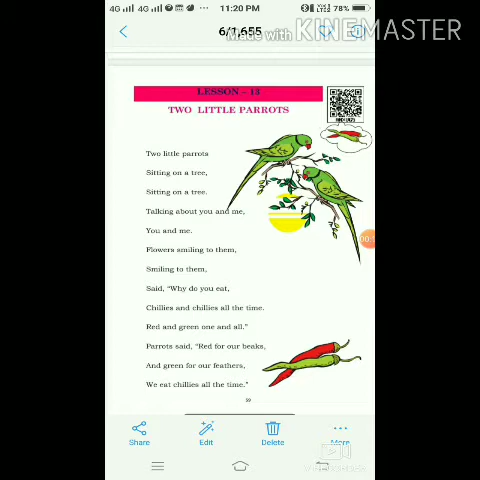 4G 4G 11:20 PM 78%
6/1,655
Made with KINEMASTER
LESSON - 13
TWO LITTLE PARROTS
Two little parrots
Sitting on a tree,
Sitting on a tree.
Talking about you and me,
You and me.
Flowers smiling to them,
Smiling to them,
Said, "Why do you eat,
Chillies and chillies all the time.
Red and green one and all."
Parrots said, "Red for our beaks,
And green for our feathers,
We eat chillies all the time."
Share
Edit
Delete
More